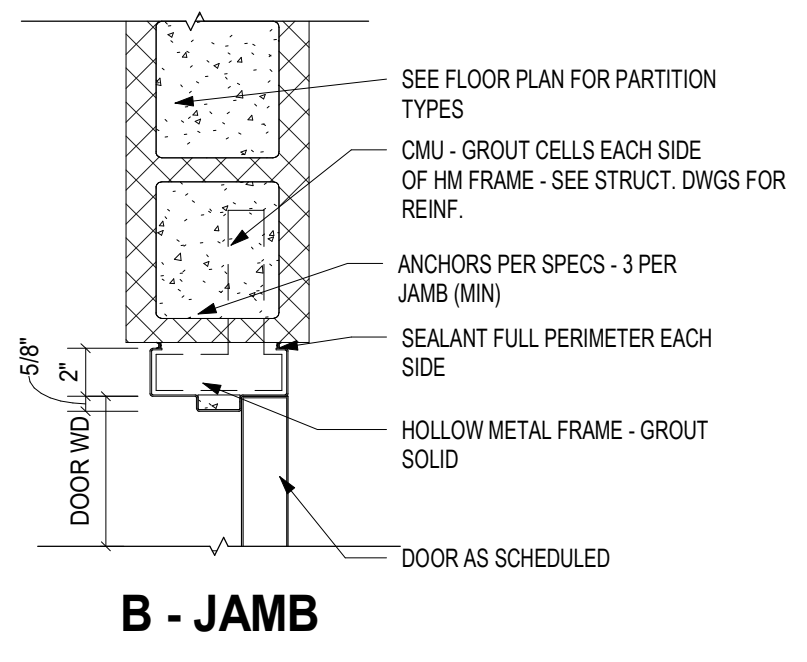 SEE FLOOR PLAN FOR PARTITION
TYPES
CMU - GROUT CELLS EACH SIDE
OF HM FRAME - SEE STRUCT. DWGS FOR
REINF.
ANCHORS PER SPECS - 3 PER
JAMB (MIN)
SEALANT FULL PERIMETER EACH
SIDE
5/8"
2"
HOLLOW METAL FRAME - GROUT
SOLID
DOOR WD
DOOR AS SCHEDULED
B - JAMB